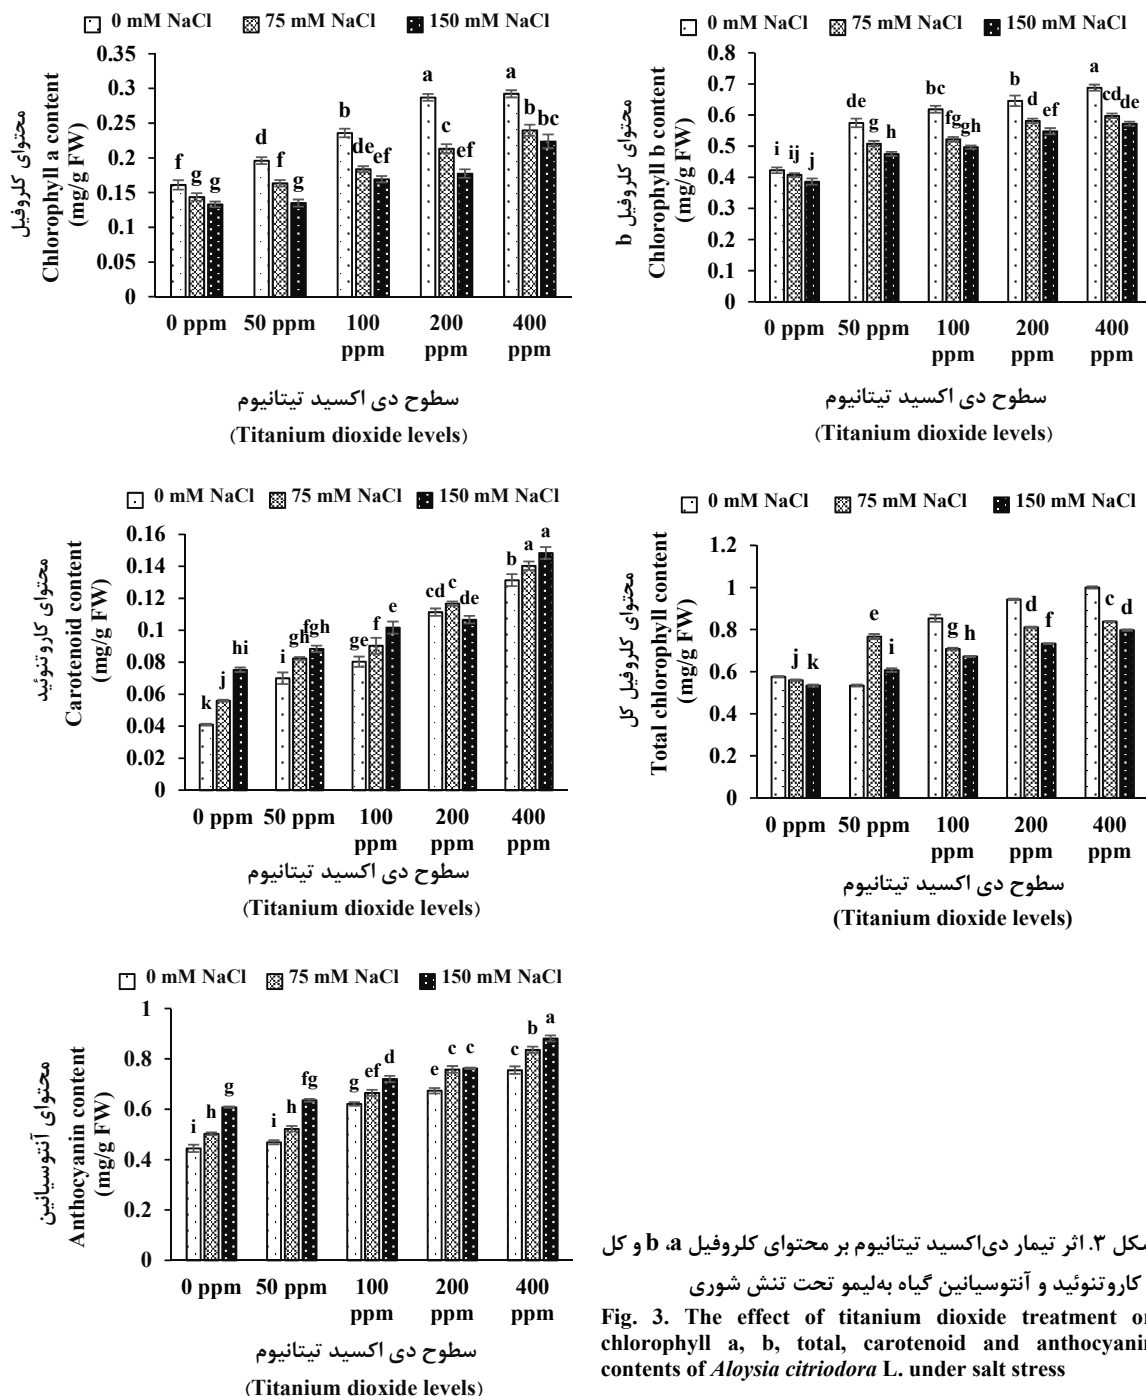 0 mM NaCl 75 mM NaCl 150 mM NaCl
محتوای کلروفیل
Chlorophyll a content
(mg/g FW)
0.35
0.3
0.25
0.2
0.15
0.1
0.05
0
f g g d f g b de ef a c ef a b bc
0 ppm 50 ppm 100 ppm 200 ppm 400 ppm
سطوح دی اکسید تیتانیوم
(Titanium dioxide levels)
0 mM NaCl 75 mM NaCl 150 mM NaCl
محتوای کلروفیل b
Chlorophyll b content
(mg/g FW)
0.8
0.7
0.6
0.5
0.4
0.3
0.2
0.1
0
i ij j de g h bc fg gh b d ef a cd de
0 ppm 50 ppm 100 ppm 200 ppm 400 ppm
سطوح دی اکسید تیتانیوم
(Titanium dioxide levels)
0 mM NaCl 75 mM NaCl 150 mM NaCl
محتوای کاروتنوئید
Carotenoid content
(mg/g FW)
0.16
0.14
0.12
0.1
0.08
0.06
0.04
0.02
0
k j hi i gh fgh ge f e cd c de b a a
0 ppm 50 ppm 100 ppm 200 ppm 400 ppm
سطوح دی اکسید تیتانیوم
(Titanium dioxide levels)
0 mM NaCl 75 mM NaCl 150 mM NaCl
محتوای کلروفیل کل
Total chlorophyll content
(mg/g FW)
1.2
1
0.8
0.6
0.4
0.2
0
j k e i g h d f c d
0 ppm 50 ppm 100 ppm 200 ppm 400 ppm
سطوح دی اکسید تیتانیوم
(Titanium dioxide levels)
0 mM NaCl 75 mM NaCl 150 mM NaCl
محتوای آنتوسیانین
Anthocyanin content
(mg/g FW)
1
0.8
0.6
0.4
0.2
0
i h g i h fg g ef d e c c c b a
0 ppm 50 ppm 100 ppm 200 ppm 400 ppm
سطوح دی اکسید تیتانیوم
(Titanium dioxide levels)
شکل ۳. اثر تیمار دی‌اکسید تیتانیوم بر محتوای کلروفیل a، b و کل
کاروتنوئید و آنتوسیانین گیاه به‌لیمو تحت تنش شوری
Fig. 3. The effect of titanium dioxide treatment on
chlorophyll a, b, total, carotenoid and anthocyanin
contents of Aloysia citriodora L. under salt stress